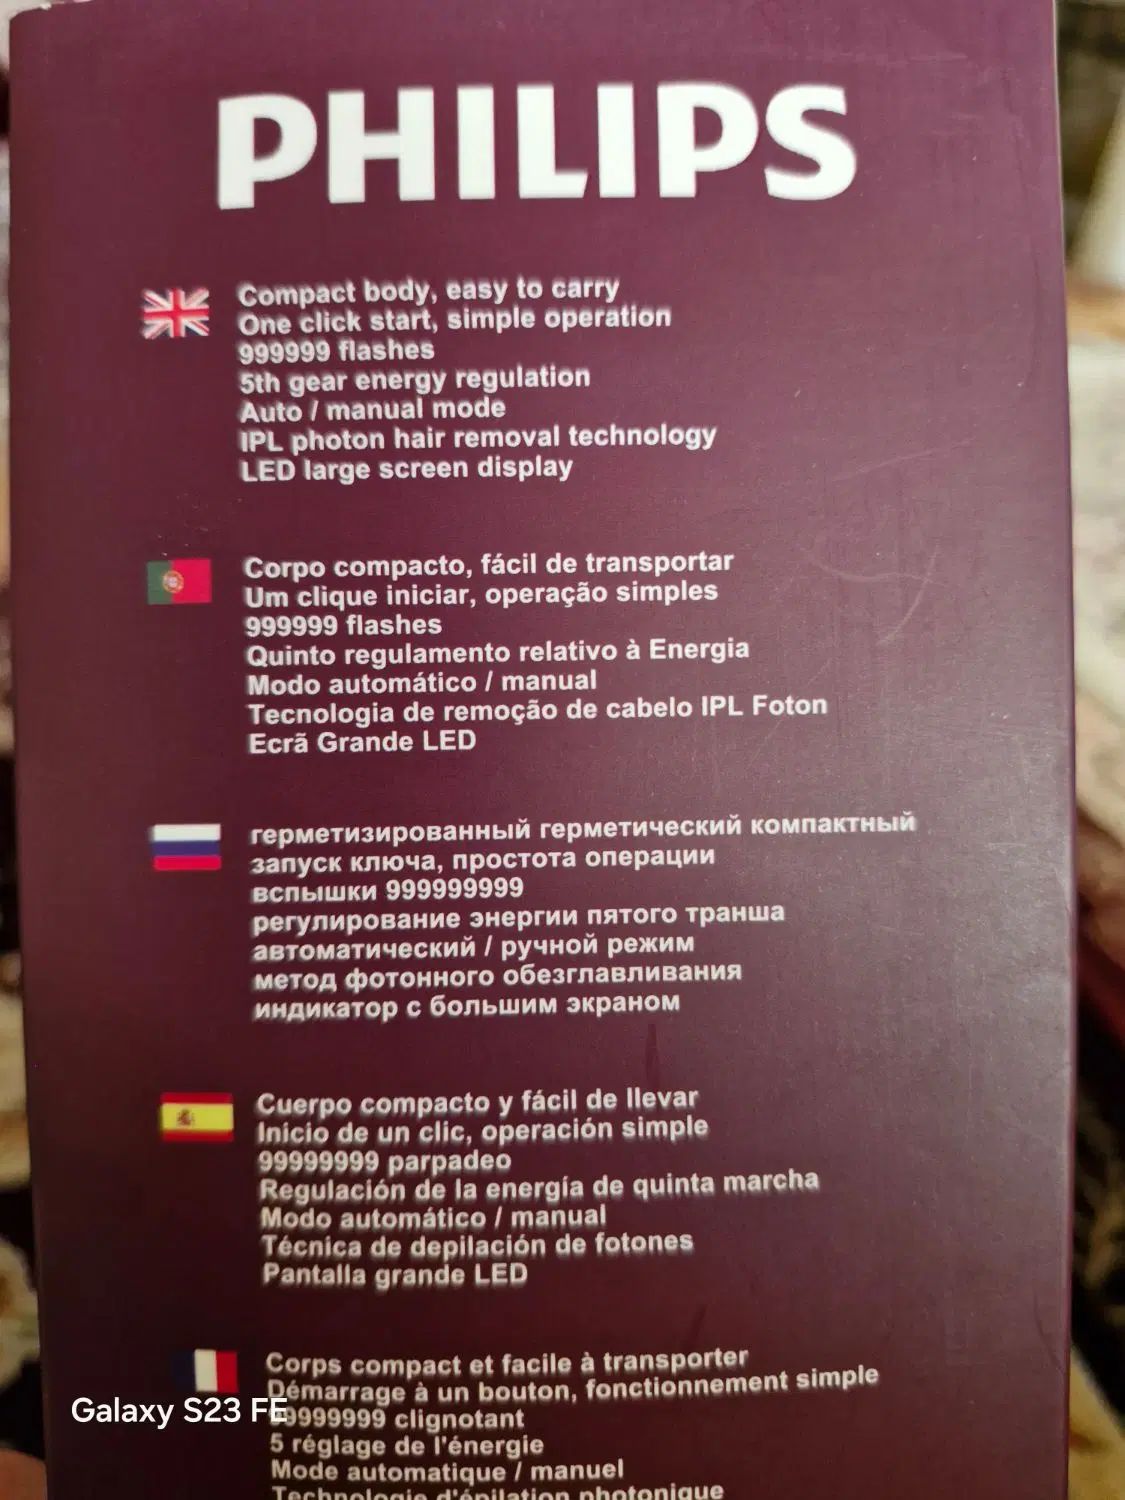 PHILIPS
Compact body, easy to carry
One click start, simple operation
999999 flashes
5th gear energy regulation
Auto / manual mode
IPL photon hair removal technology
LED large screen display
Corpo compacto, fácil de transportar
Um clique iniciar, operação simples
999999 flashes
Quinto regulamento relativo à Energia
Modo automático / manual
Tecnologia de remoção de cabelo IPL Foton
Ecrã Grande LED
герметизированный герметический компактный
запуск ключа, простота операции
вспышки 999999999
регулирование энергии пятого транша
автоматический / ручной режим
метод фотонного обезглавливания
индикатор с большим экраном
Cuerpo compacto y fácil de llevar
Inicio de un clic, operación simple
99999999 parpadeo
Regulación de la energía de quinta marcha
Modo automático / manual
Técnica de depilación de fotones
Pantalla grande LED
Corps compact et facile à transporter
Démarrage à un bouton, fonctionnement simple
Galaxy S23 FE
99999999 clignotant
5 réglage de l'énergie
Mode automatique / manuel
Technologie d'épilation photonique